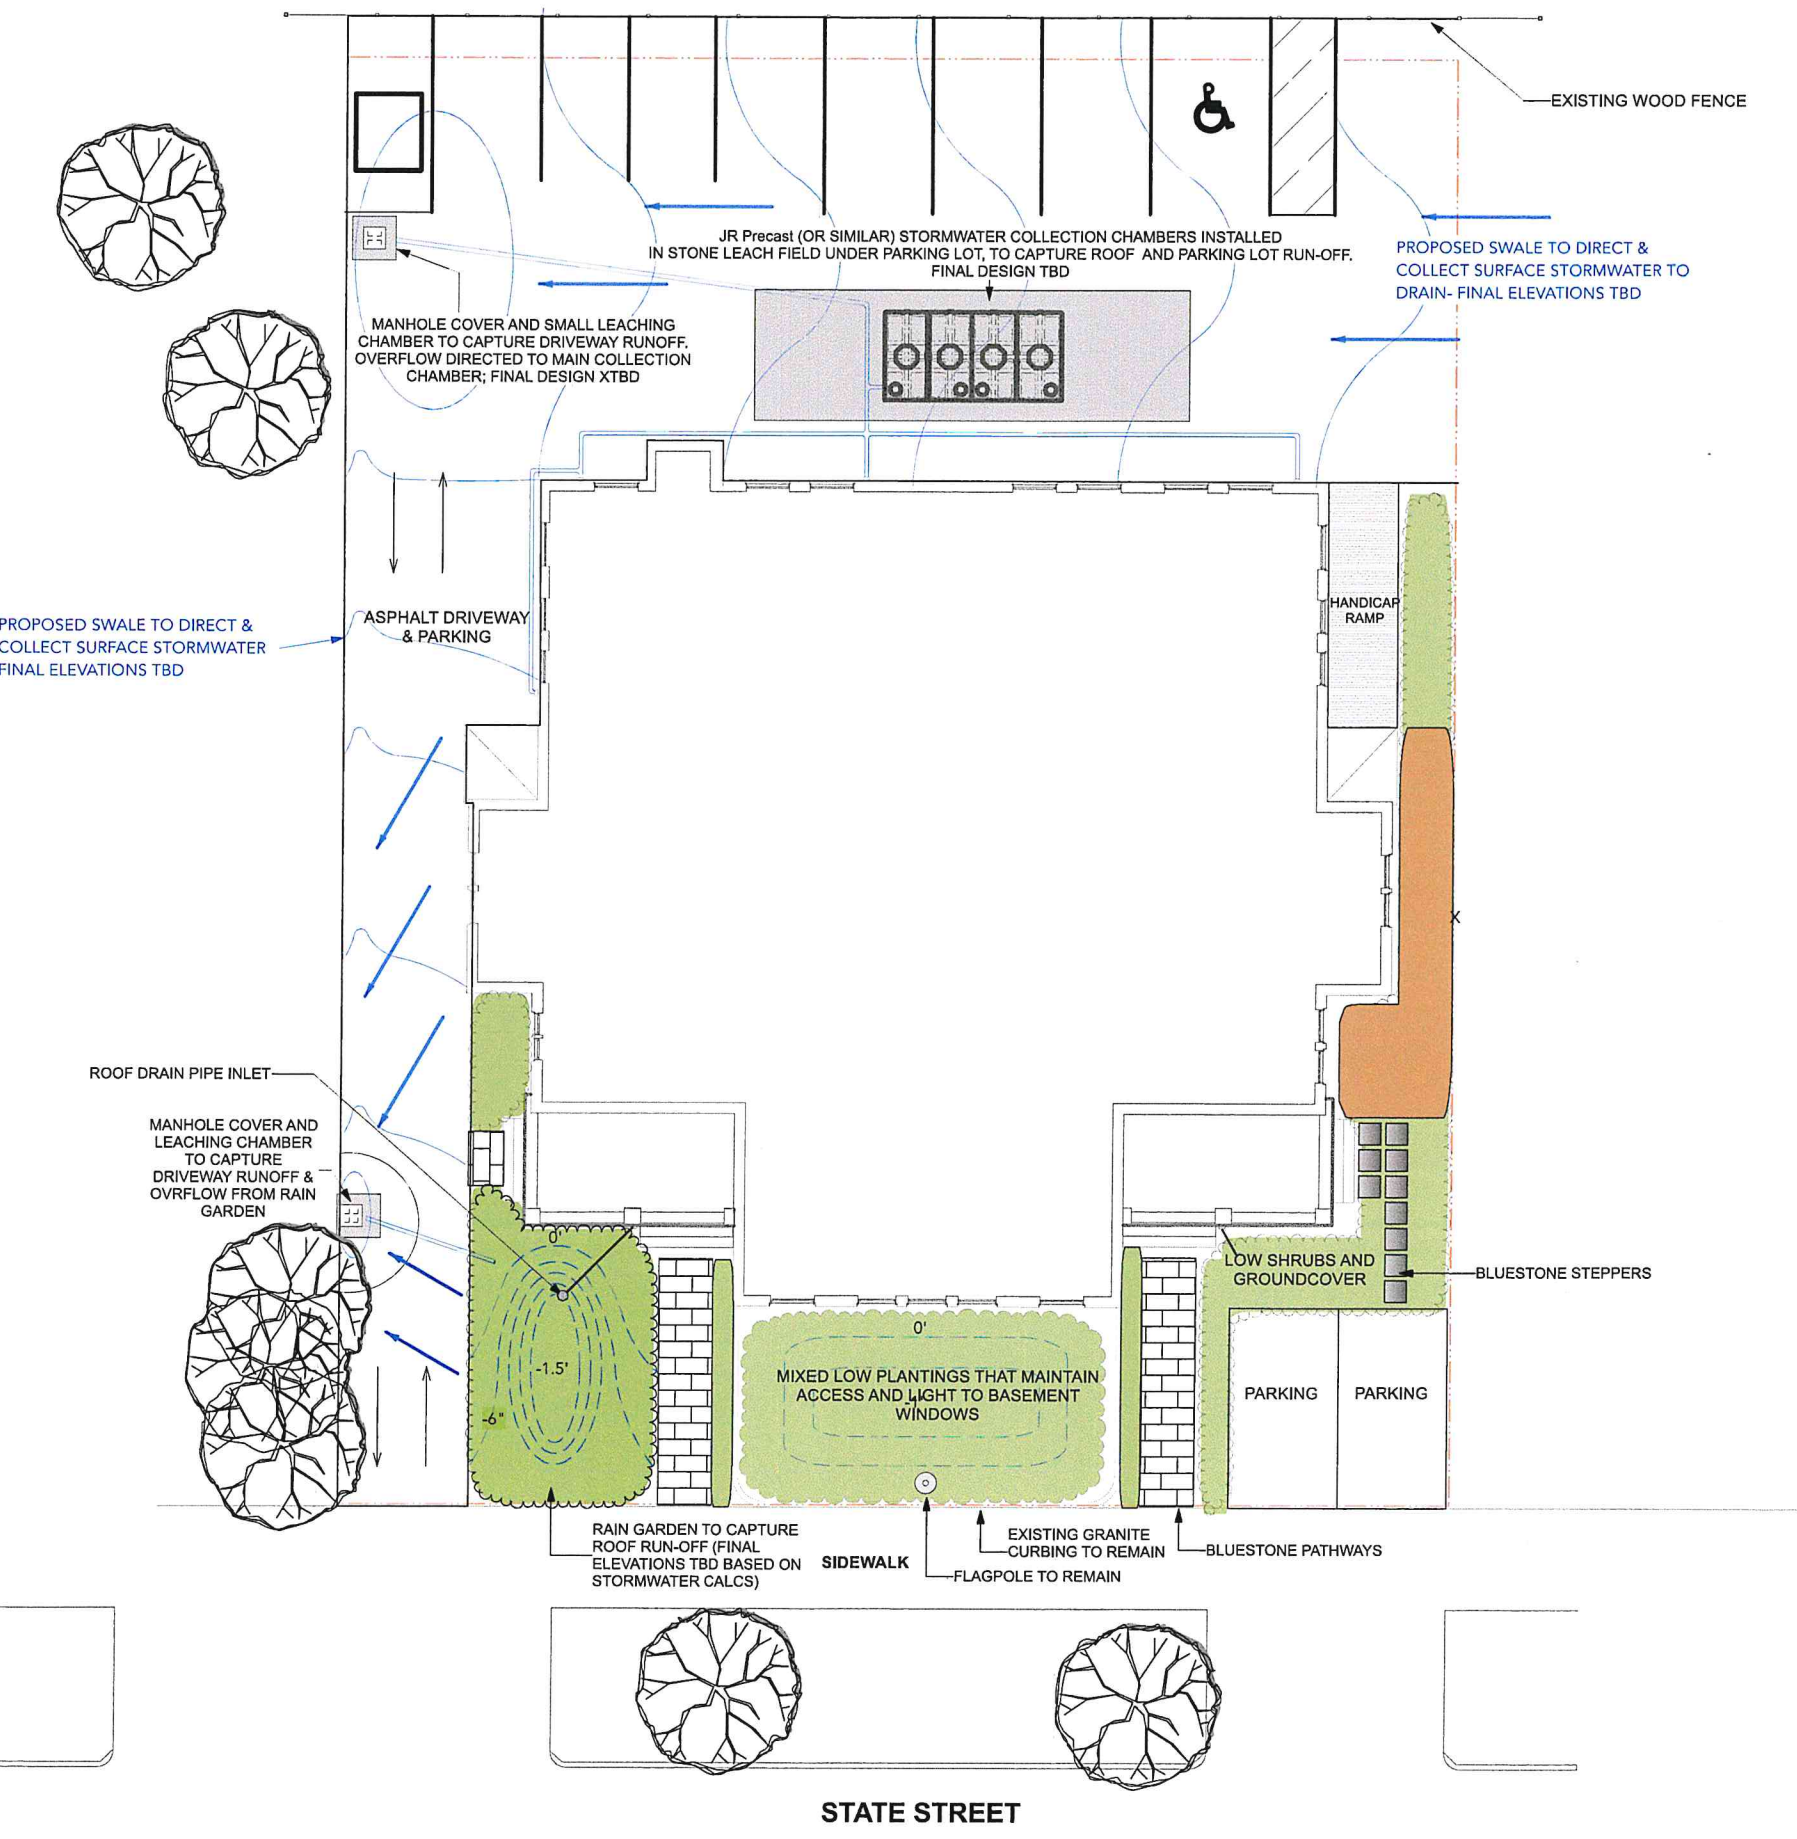 EXISTING WOOD FENCE
JR Precast (OR SIMILAR) STORMWATER COLLECTION CHAMBERS INSTALLED
IN STONE LEACH FIELD UNDER PARKING LOT, TO CAPTURE ROOF AND PARKING LOT RUN-OFF.
FINAL DESIGN TBD
PROPOSED SWALE TO DIRECT &
COLLECT SURFACE STORMWATER TO
DRAIN- FINAL ELEVATIONS TBD
MANHOLE COVER AND SMALL LEACHING
CHAMBER TO CAPTURE DRIVEWAY RUNOFF.
OVERFLOW DIRECTED TO MAIN COLLECTION
CHAMBER; FINAL DESIGN XTBD
HANDICAP
RAMP
ASPHALT DRIVEWAY
& PARKING
PROPOSED SWALE TO DIRECT &
COLLECT SURFACE STORMWATER
FINAL ELEVATIONS TBD
X
ROOF DRAIN PIPE INLET
MANHOLE COVER AND
LEACHING CHAMBER
TO CAPTURE
DRIVEWAY RUNOFF &
OVRFLOW FROM RAIN
GARDEN
0'
-1.5'
-6"
LOW SHRUBS AND
GROUNDCOVER
BLUESTONE STEPPERS
0'
MIXED LOW PLANTINGS THAT MAINTAIN
ACCESS AND LIGHT TO BASEMENT
WINDOWS
PARKING
PARKING
RAIN GARDEN TO CAPTURE
ROOF RUN-OFF (FINAL
ELEVATIONS TBD BASED ON
STORMWATER CALCS)
SIDEWALK
EXISTING GRANITE
CURBING TO REMAIN
FLAGPOLE TO REMAIN
BLUESTONE PATHWAYS
STATE STREET